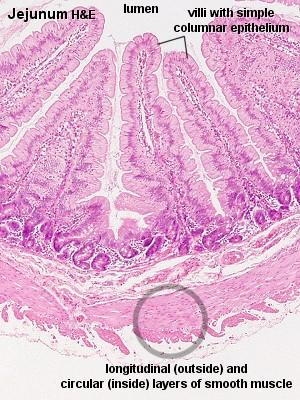 Jejunum H&E
lumen
villi with simple
columnar epithelium
longitudinal (outside) and
circular (inside) layers of smooth muscle